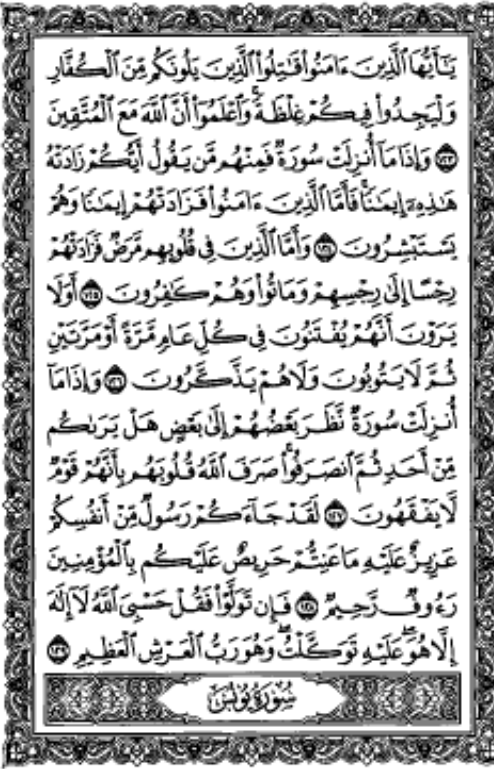 يَـٰٓأَيُّهَا ٱلَّذِينَ ءَامَنُوا۟ قَـٰتِلُوا۟ ٱلَّذِينَ يَلُونَكُم مِّنَ ٱلْكُفَّارِ
وَلْيَجِدُوا۟ فِيكُمْ غِلْظَةً ۚ وَٱعْلَمُوٓا۟ أَنَّ ٱللَّهَ مَعَ ٱلْمُتَّقِينَ
١٢٣ وَإِذَا مَآ أُنزِلَتْ سُورَةٌ فَمِنْهُم مَّن يَقُولُ أَيُّكُمْ زَادَتْهُ
هَـٰذِهِۦٓ إِيمَـٰنًا ۚ فَأَمَّا ٱلَّذِينَ ءَامَنُوا۟ فَزَادَتْهُمْ إِيمَـٰنًا وَهُمْ
يَسْتَبْشِرُونَ ١٢٤ وَأَمَّا ٱلَّذِينَ فِى قُلُوبِهِم مَّرَضٌ فَزَادَتْهُمْ
رِجْسًا إِلَىٰ رِجْسِهِمْ وَمَاتُوا۟ وَهُمْ كَـٰفِرُونَ ١٢٥ أَوَلَا
يَرَوْنَ أَنَّهُمْ يُفْتَنُونَ فِى كُلِّ عَامٍ مَّرَّةً أَوْ مَرَّتَيْنِ
ثُمَّ لَا يَتُوبُونَ وَلَا هُمْ يَذَّكَّرُونَ ١٢٦ وَإِذَا مَآ
أُنزِلَتْ سُورَةٌ نَّظَرَ بَعْضُهُمْ إِلَىٰ بَعْضٍ هَلْ يَرَىٰكُم
مِّنْ أَحَدٍ ثُمَّ ٱنصَرَفُوا۟ ۚ صَرَفَ ٱللَّهُ قُلُوبَهُم بِأَنَّهُمْ قَوْمٌ
لَّا يَفْقَهُونَ ١٢٧ لَقَدْ جَآءَكُمْ رَسُولٌ مِّنْ أَنفُسِكُمْ
عَزِيزٌ عَلَيْهِ مَا عَنِتُّمْ حَرِيصٌ عَلَيْكُم بِٱلْمُؤْمِنِينَ
رَءُوفٌ رَّحِيمٌ ١٢٨ فَإِن تَوَلَّوْا۟ فَقُلْ حَسْبِىَ ٱللَّهُ لَآ إِلَـٰهَ
إِلَّا هُوَ ۖ عَلَيْهِ تَوَكَّلْتُ ۖ وَهُوَ رَبُّ ٱلْعَرْشِ ٱلْعَظِيمِ ١٢٩
سُورَةُ يُونُسَ